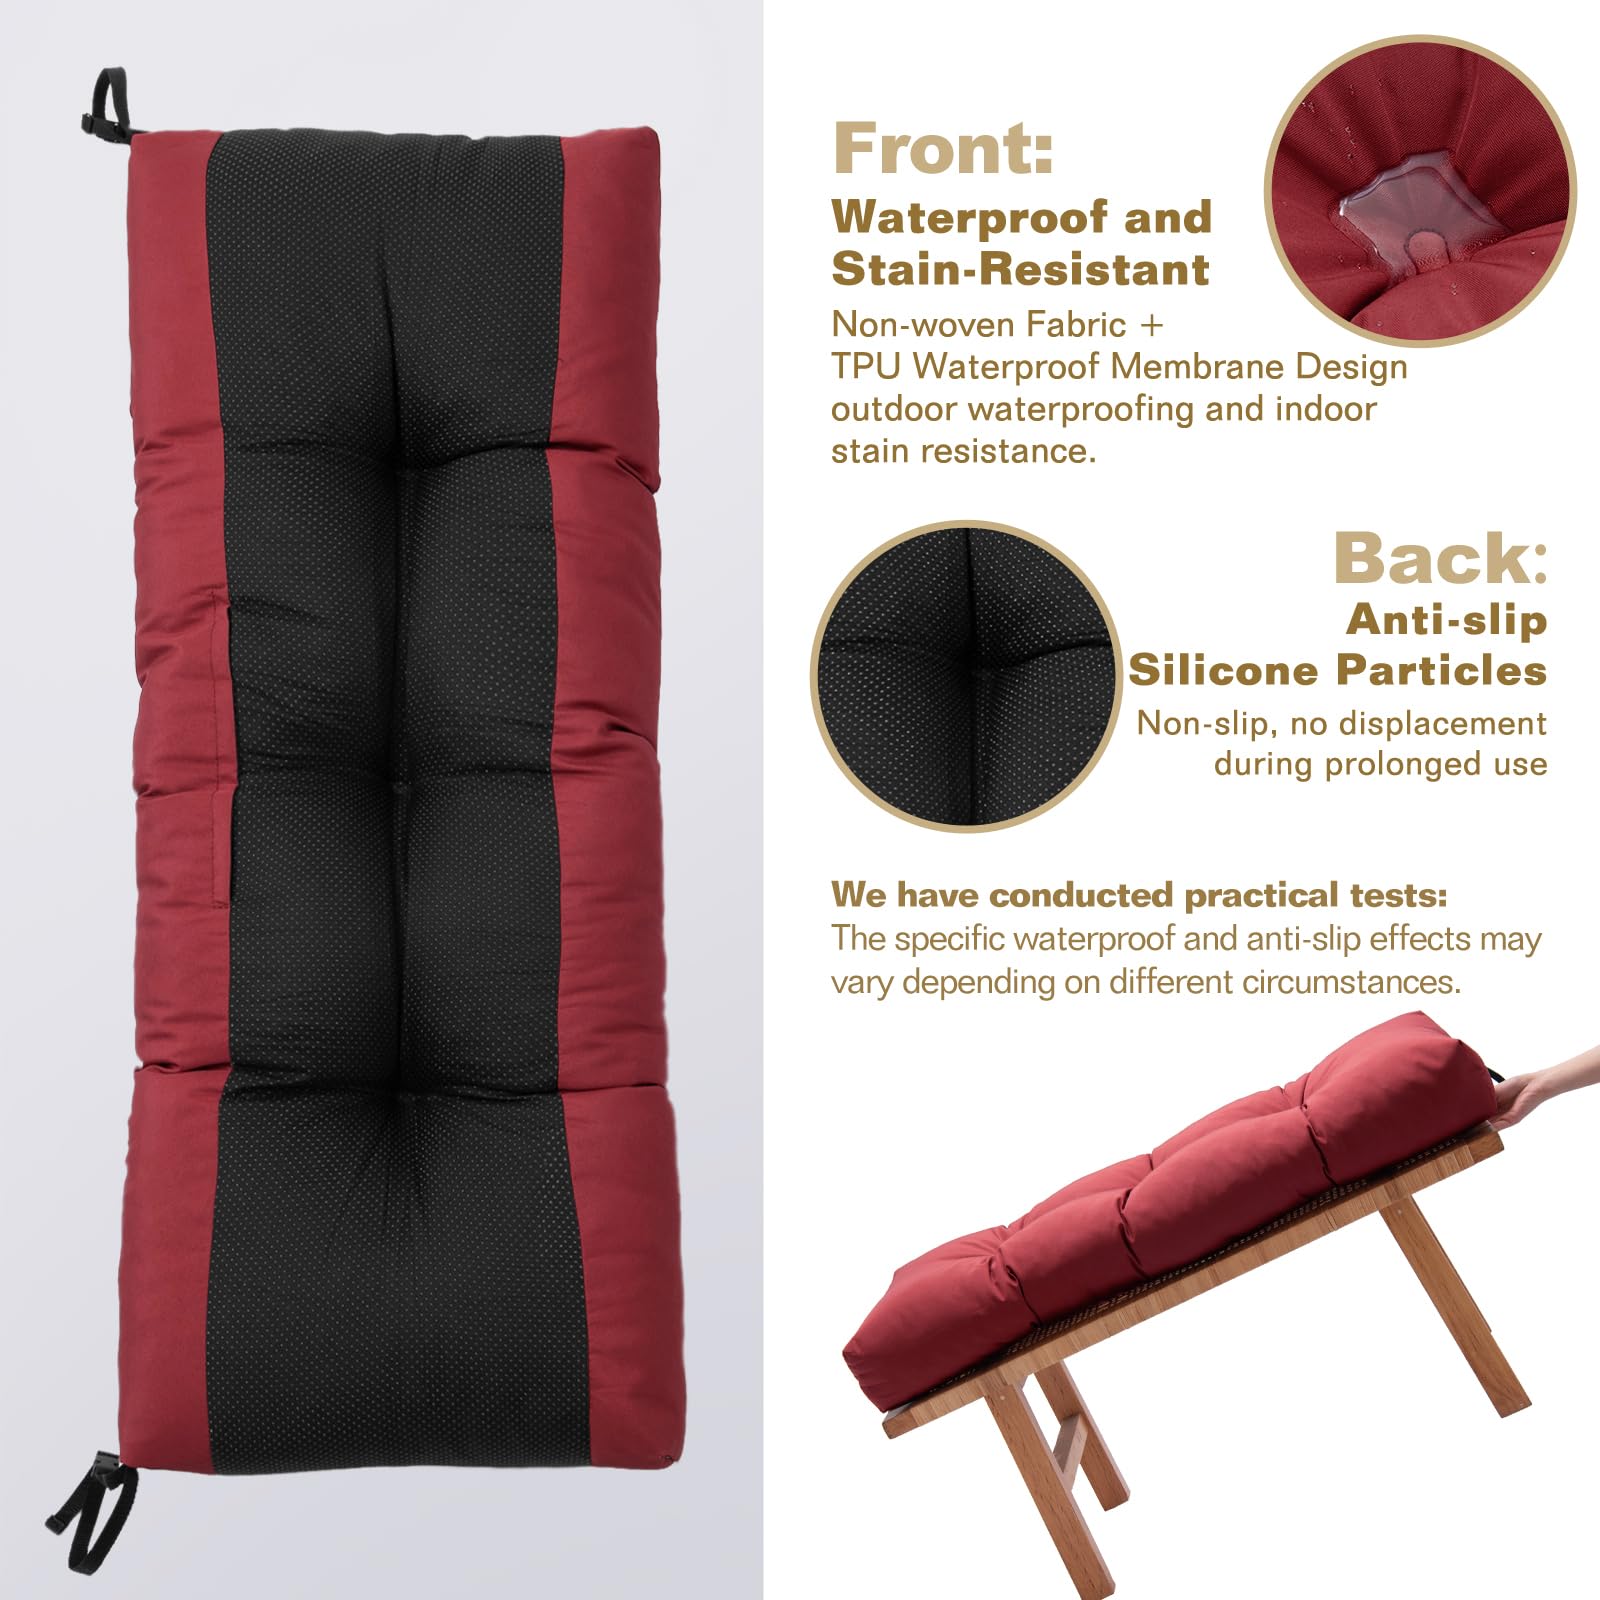 Front:
Waterproof and
Stain-Resistant
Non-woven Fabric +
TPU Waterproof Membrane Design
outdoor waterproofing and indoor
stain resistance.
Back:
Anti-slip
Silicone Particles
Non-slip, no displacement
during prolonged use
We have conducted practical tests:
The specific waterproof and anti-slip effects may
vary depending on different circumstances.